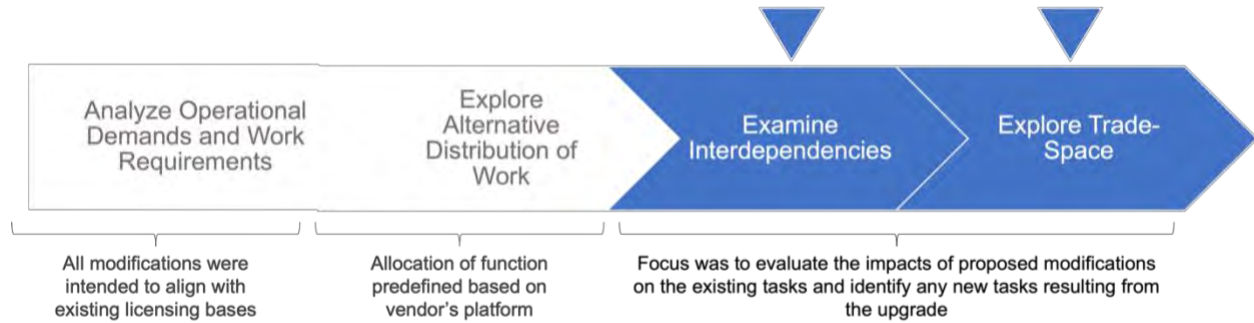 Analyze Operational
Demands and Work
Requirements
Explore
Alternative
Distribution of
Work
Examine
Interdependencies
Explore Trade-
Space
All modifications were
intended to align with
existing licensing bases
Allocation of function
predefined based on
vendor's platform
Focus was to evaluate the impacts of proposed modifications
on the existing tasks and identify any new tasks resulting from
the upgrade